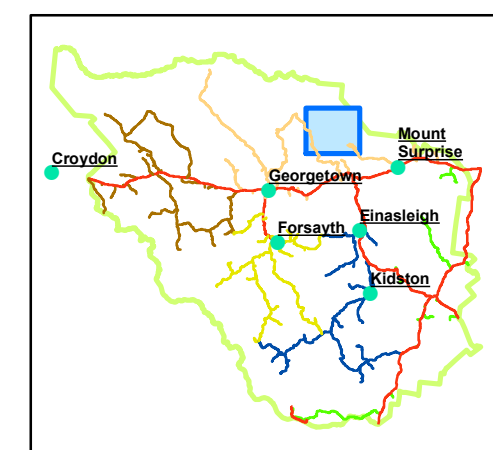 Mount
Surprise
Croydon
Georgetown
Forsayth
Einasleigh
Kidston